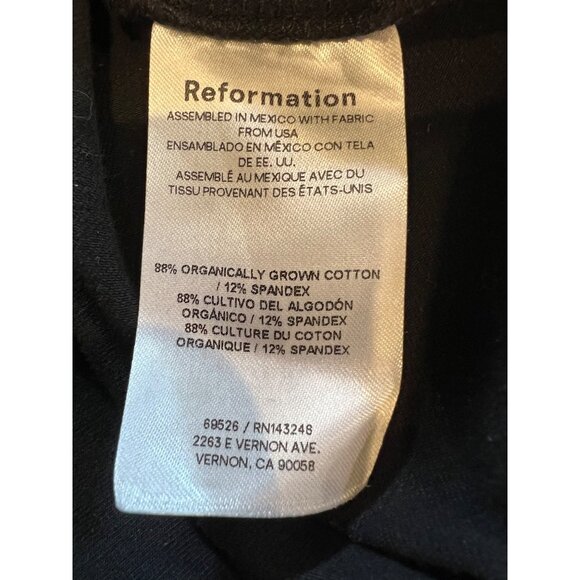 Reformation
ASSEMBLED IN MEXICO WITH FABRIC
FROM USA
ENSAMBLADO EN MÉXICO CON TELA
DE EE. UU.
ASSEMBLÉ AU MEXIQUE AVEC DU
TISSU PROVENANT DES ÉTATS-UNIS
88% ORGANICALLY GROWN COTTON
/ 12% SPANDEX
88% CULTIVO DEL ALGODÓN
ORGÁNICO / 12% SPANDEX
88% CULTURE DU COTON
ORGANIQUE / 12% SPANDEX
69526 / RN143246
2263 E VERNON AVE.
VERNON, CA 90058